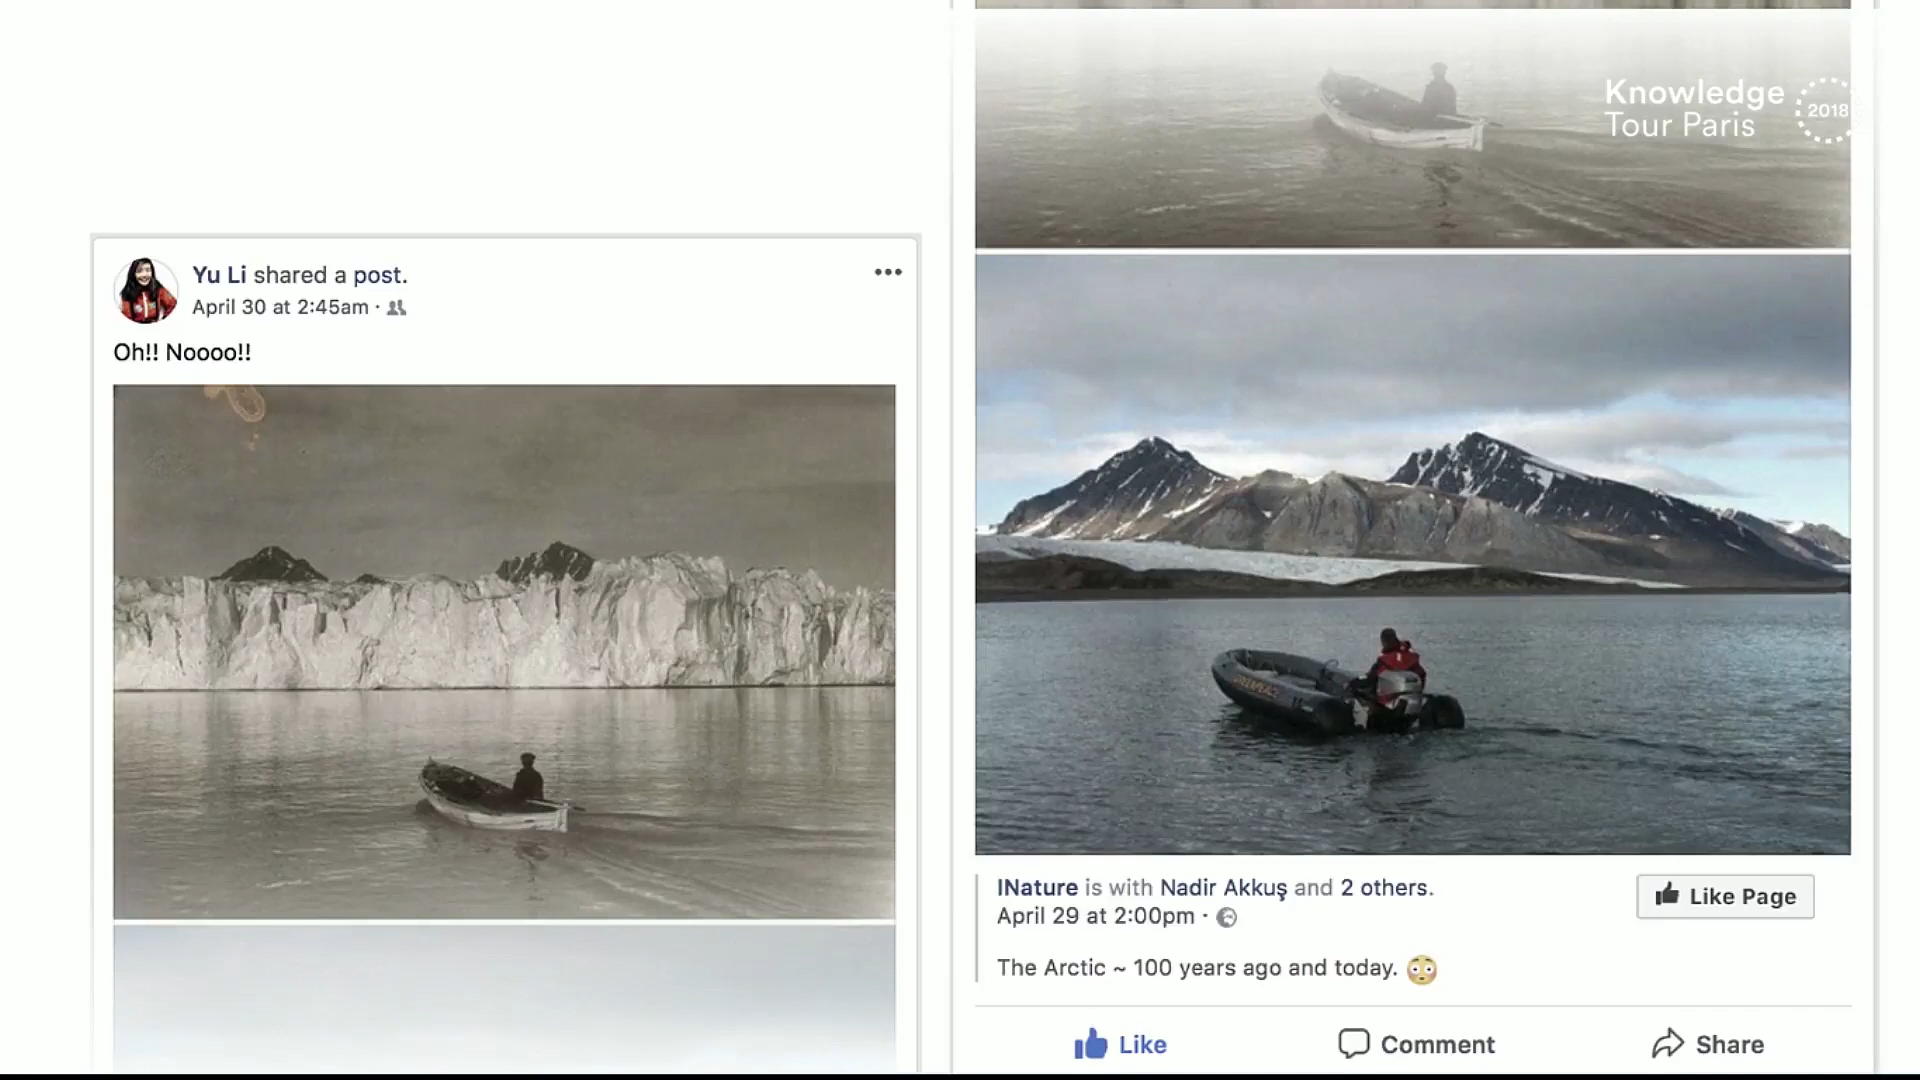 Knowledge
Tour Paris
2018
Yu Li shared a post.
April 30 at 2:45am ·
Oh!! Noooo!!
GREENPEACE
INature is with Nadir Akkuş and 2 others.
April 29 at 2:00pm ·
Like Page
The Arctic ~ 100 years ago and today. 😳
Like
Comment
Share